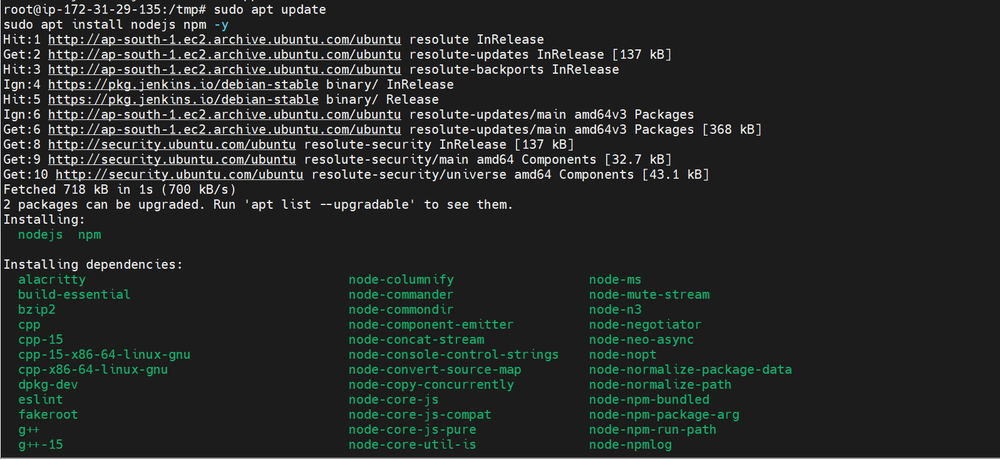 root@ip-172-31-29-135:/tmp# sudo apt update
sudo apt install nodejs npm -y
Hit:1 http://ap-south-1.ec2.archive.ubuntu.com/ubuntu resolute InRelease
Get:2 http://ap-south-1.ec2.archive.ubuntu.com/ubuntu resolute-updates InRelease [137 kB]
Hit:3 http://ap-south-1.ec2.archive.ubuntu.com/ubuntu resolute-backports InRelease
Ign:4 https://pkg.jenkins.io/debian-stable binary/ InRelease
Hit:5 https://pkg.jenkins.io/debian-stable binary/ Release
Ign:6 http://ap-south-1.ec2.archive.ubuntu.com/ubuntu resolute-updates/main amd64v3 Packages
Get:6 http://ap-south-1.ec2.archive.ubuntu.com/ubuntu resolute-updates/main amd64v3 Packages [368 kB]
Get:8 http://security.ubuntu.com/ubuntu resolute-security InRelease [137 kB]
Get:9 http://security.ubuntu.com/ubuntu resolute-security/main amd64 Components [32.7 kB]
Get:10 http://security.ubuntu.com/ubuntu resolute-security/universe amd64 Components [43.1 kB]
Fetched 718 kB in 1s (700 kB/s)
2 packages can be upgraded. Run 'apt list --upgradable' to see them.
Installing:
  nodejs  npm

Installing dependencies:
  alacritty                                   node-columnify                  node-ms
  build-essential                             node-commander                  node-mute-stream
  bzip2                                       node-commondir                  node-n3
  cpp                                         node-component-emitter          node-negotiator
  cpp-15                                      node-concat-stream              node-neo-async
  cpp-15-x86-64-linux-gnu                     node-console-control-strings    node-nopt
  cpp-x86-64-linux-gnu                        node-convert-source-map         node-normalize-package-data
  dpkg-dev                                    node-copy-concurrently          node-normalize-path
  eslint                                      node-core-js                    node-npm-bundled
  fakeroot                                    node-core-js-compat             node-npm-package-arg
  g++                                         node-core-js-pure               node-npm-run-path
  g++-15                                      node-core-util-is               node-npmlog